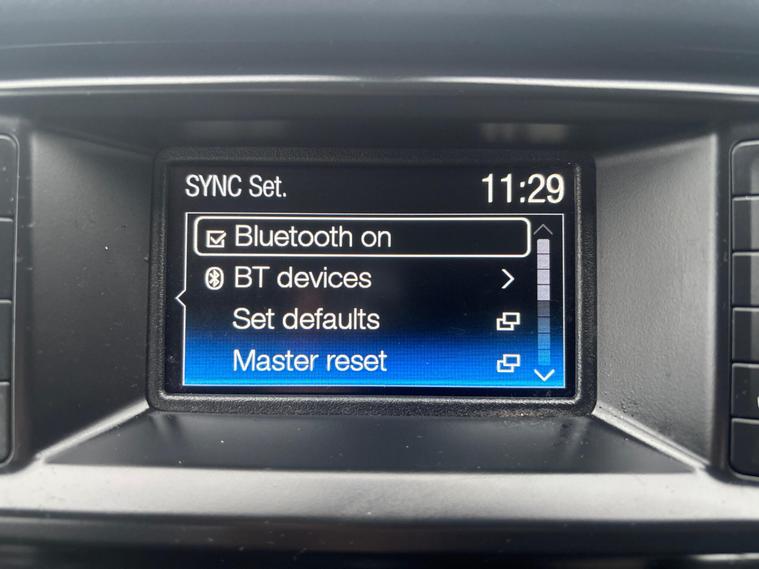 SYNC Set.
11:29
Bluetooth on
BT devices
Set defaults
Master reset